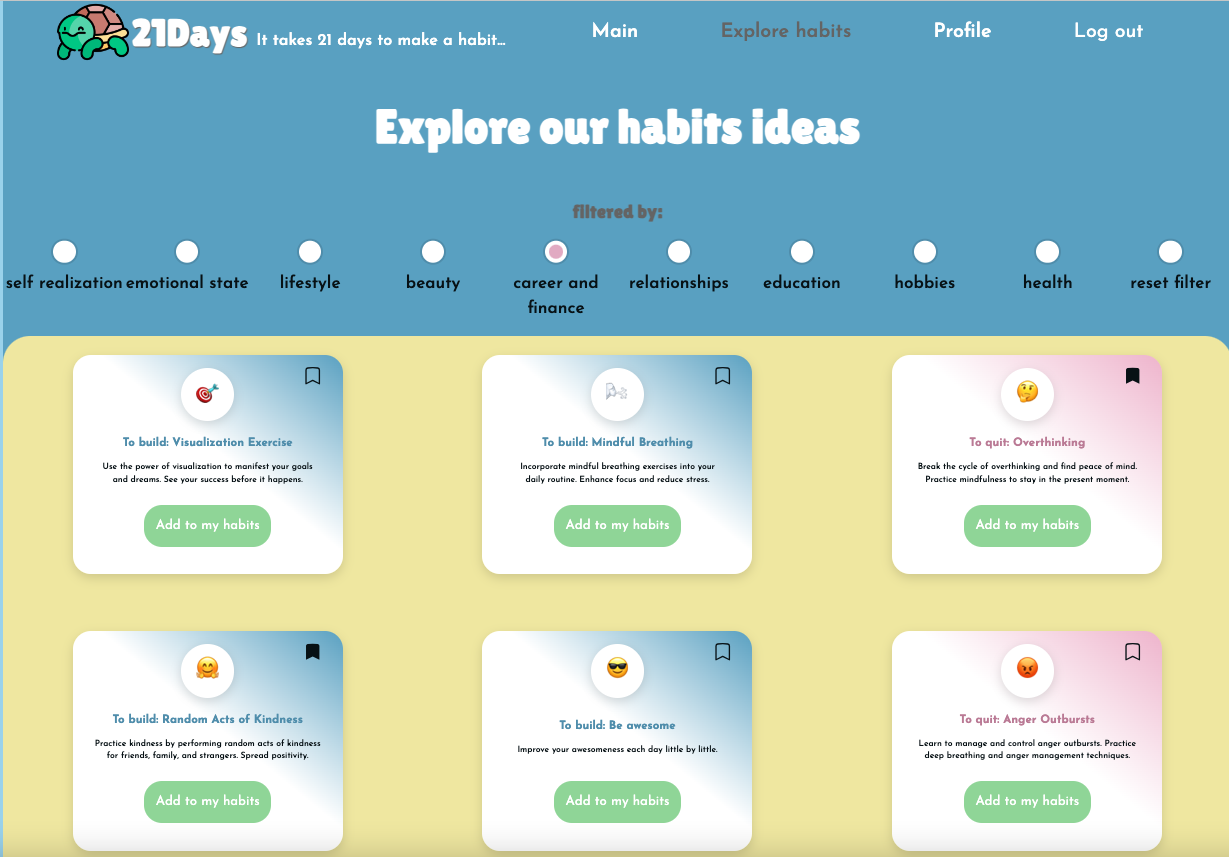 21Days It takes 21 days to make a habit...
Main Explore habits Profile Log out
Explore our habits ideas
filtered by:
self realization emotional state lifestyle beauty career and relationships education hobbies health reset filter
finance
To build: Visualization Exercise
Use the power of visualization to manifest your goals
and dreams. See your success before it happens.
Add to my habits
To build: Mindful Breathing
Incorporate mindful breathing exercises into your
daily routine. Enhance focus and reduce stress.
Add to my habits
To quit: Overthinking
Break the cycle of overthinking and find peace of mind.
Practice mindfulness to stay in the present moment.
Add to my habits
To build: Random Acts of Kindness
Practice kindness by performing random acts of kindness
for friends, family, and strangers. Spread positivity.
Add to my habits
To build: Be awesome
Improve your awesomeness each day little by little.
Add to my habits
To quit: Anger Outbursts
Learn to manage and control anger outbursts. Practice
deep breathing and anger management techniques.
Add to my habits